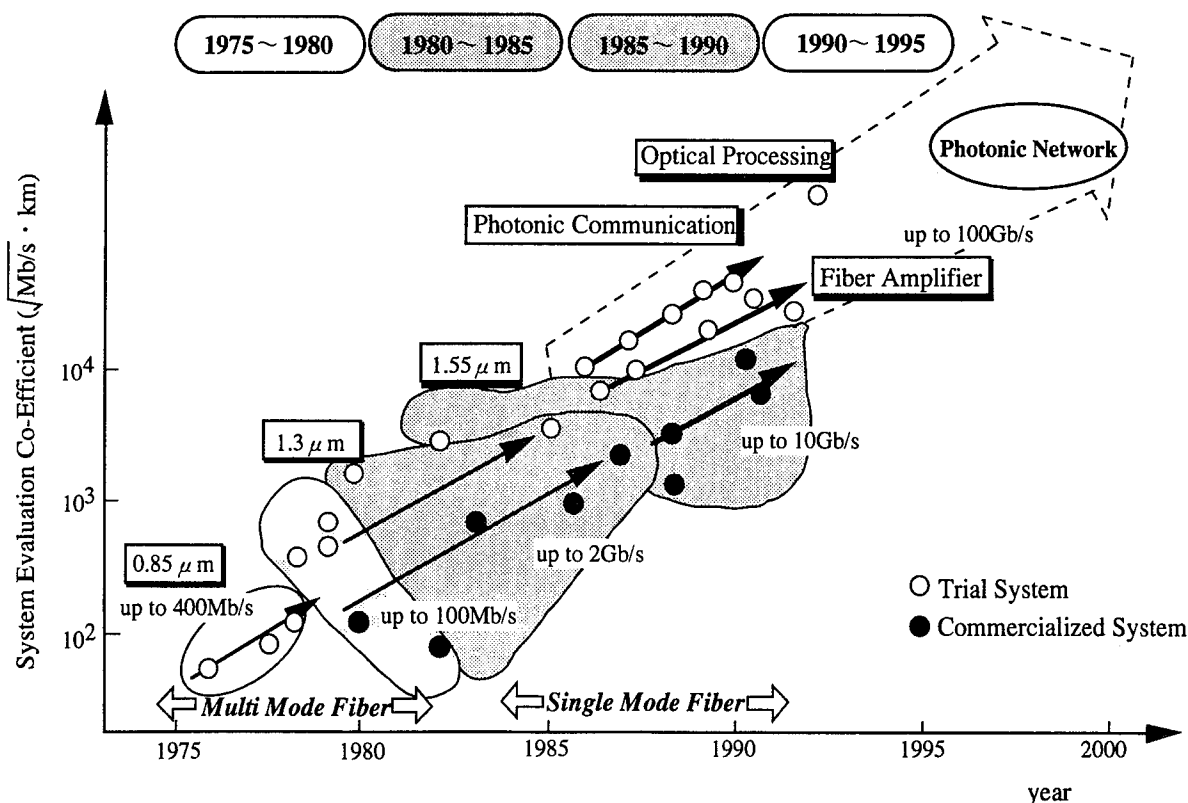 1975～1980
1980～1985
1985～1990
1990～1995
Optical Processing
Photonic Network
Photonic Communication
up to 100Gb/s
Fiber Amplifier
System Evaluation Co-Efficient (√Mb/s · km)
1.55 μm
10⁴
1.3 μm
up to 10Gb/s
10³
0.85 μm
up to 2Gb/s
up to 400Mb/s
up to 100Mb/s
Trial System
Commercialized System
10²
Multi Mode Fiber
Single Mode Fiber
1975
1980
1985
1990
1995
2000
year